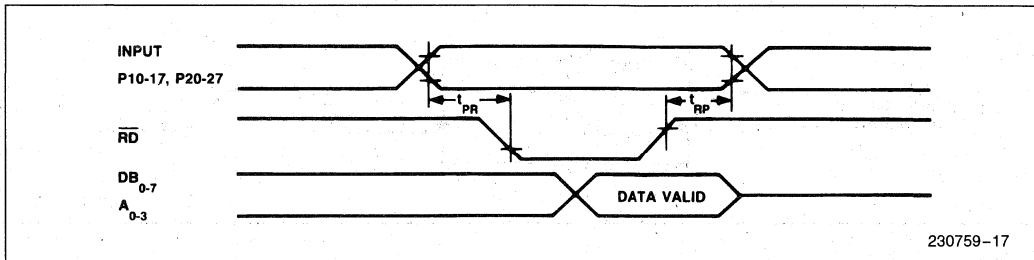 INPUT
P10-17, P20-27
tPR
tRP
RD
DB0-7
A0-3
DATA VALID
230759-17